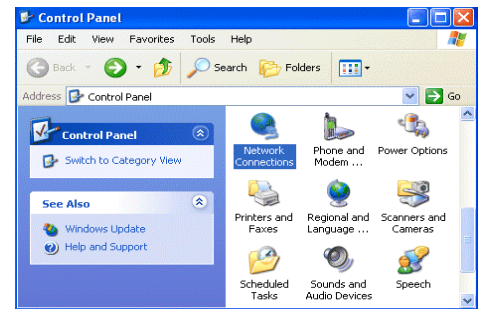 Control Panel
File Edit View Favorites Tools Help
Back Search Folders
Address Control Panel Go
Control Panel
Switch to Category View
See Also
Windows Update
Help and Support
Network Connections
Phone and Modem ...
Power Options
Printers and Faxes
Regional and Language ...
Scanners and Cameras
Scheduled Tasks
Sounds and Audio Devices
Speech